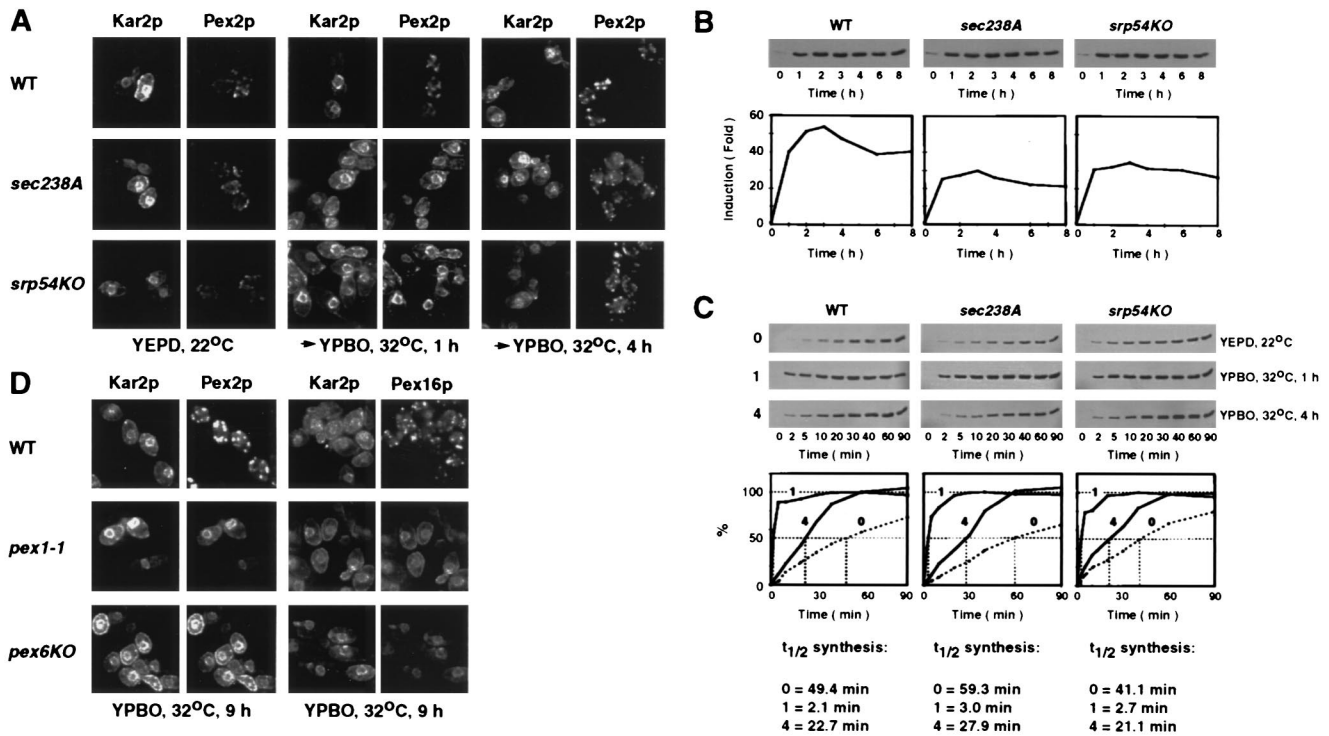 A
Kar2p Pex2p Kar2p Pex2p Kar2p Pex2p
WT
sec238A
srp54KO
YEPD, 22°C → YPBO, 32°C, 1 h → YPBO, 32°C, 4 h
B
WT sec238A srp54KO
0 1 2 3 4 6 8 0 1 2 3 4 6 8 0 1 2 3 4 6 8
Time ( h ) Time ( h ) Time ( h )
Induction ( Fold )
60
40
20
0
0 2 4 6 8 0 2 4 6 8 0 2 4 6 8
Time ( h ) Time ( h ) Time ( h )
C
WT sec238A srp54KO
0 YEPD, 22°C
1 YPBO, 32°C, 1 h
4 YPBO, 32°C, 4 h
0 2 5 10 20 30 40 60 90 0 2 5 10 20 30 40 60 90 0 2 5 10 20 30 40 60 90
Time ( min ) Time ( min ) Time ( min )
%
100
50
0
1 4 0 1 4 0 1 4 0
0 30 60 90 0 30 60 90 0 30 60 90
Time ( min ) Time ( min ) Time ( min )
t1/2 synthesis: t1/2 synthesis: t1/2 synthesis:
0 = 49.4 min 0 = 59.3 min 0 = 41.1 min
1 = 2.1 min 1 = 3.0 min 1 = 2.7 min
4 = 22.7 min 4 = 27.9 min 4 = 21.1 min
D
Kar2p Pex2p Kar2p Pex16p
WT
pex1-1
pex6KO
YPBO, 32°C, 9 h YPBO, 32°C, 9 h